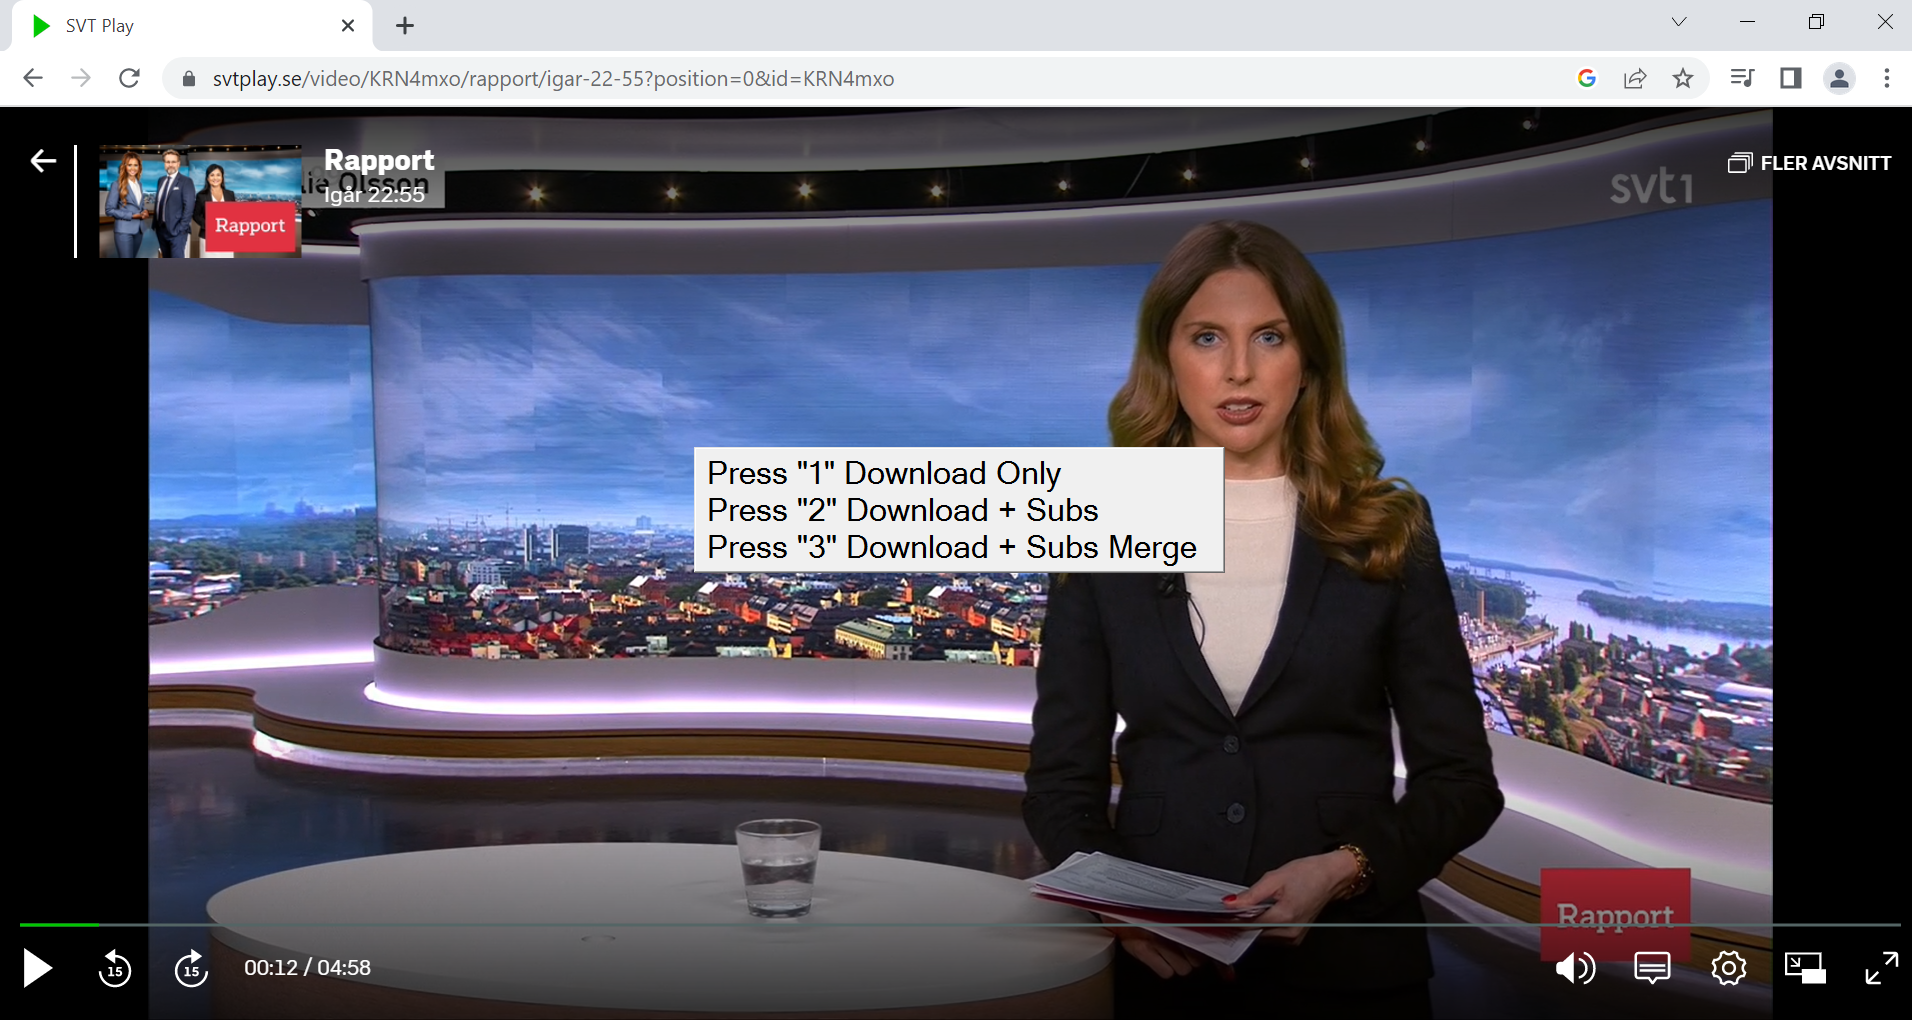 SVT Play
svtplay.se/video/KRN4mxo/rapport/igar-22-55?position=0&id=KRN4mxo
Rapport
Olsson
Igår 22:55
Rapport
FLER AVSNITT
svt1
Press "1" Download Only
Press "2" Download + Subs
Press "3" Download + Subs Merge
Rapport
15
15
00:12 / 04:58